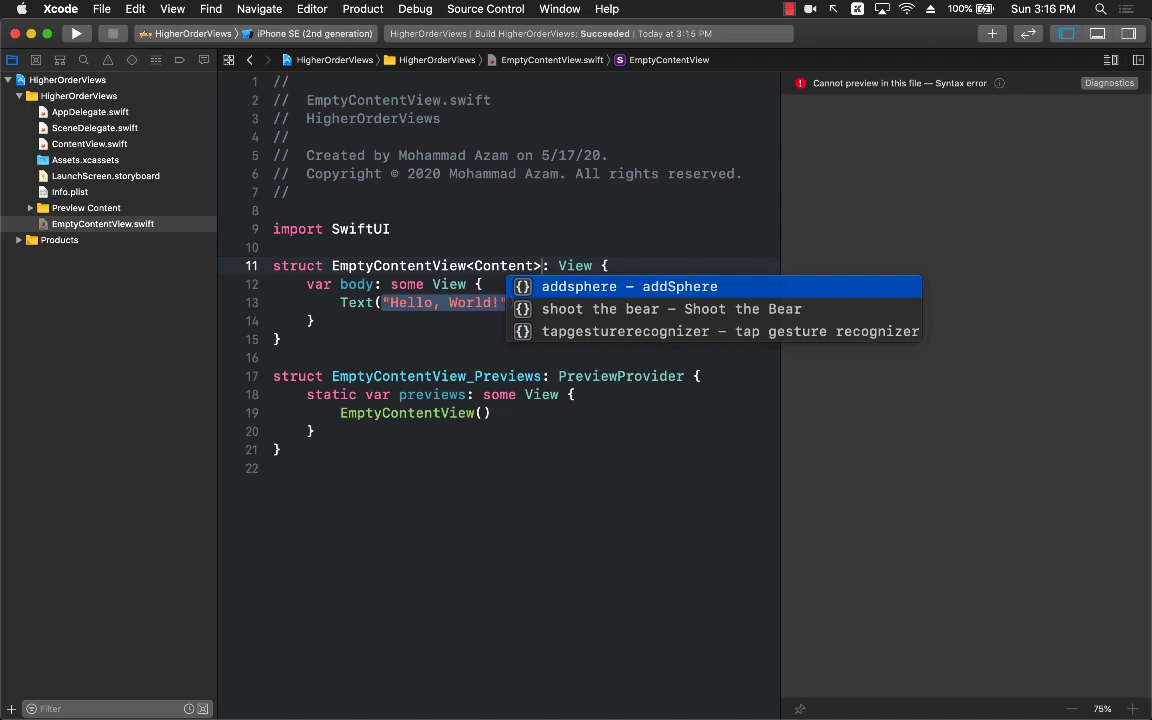 Xcode File Edit View Find Navigate Editor Product Debug Source Control Window Help 100% Sun 3:16 PM
HigherOrderViews iPhone SE (2nd generation) HigherOrderViews | Build HigherOrderViews: Succeeded | Today at 3:15 PM
HigherOrderViews HigherOrderViews EmptyContentView.swift S EmptyContentView
HigherOrderViews
HigherOrderViews
AppDelegate.swift
SceneDelegate.swift
ContentView.swift
Assets.xcassets
LaunchScreen.storyboard
Info.plist
Preview Content
EmptyContentView.swift
Products
Filter
1 //
2 // EmptyContentView.swift
3 // HigherOrderViews
4 //
5 // Created by Mohammad Azam on 5/17/20.
6 // Copyright © 2020 Mohammad Azam. All rights reserved.
7 //
8
9 import SwiftUI
10
11 struct EmptyContentView<Content>: View {
12 var body: some View {
13 Text("Hello, World!"
14 }
15 }
16
17 struct EmptyContentView_Previews: PreviewProvider {
18 static var previews: some View {
19 EmptyContentView()
20 }
21 }
22
{} addsphere – addSphere
{} shoot the bear – Shoot the Bear
{} tapgesturerecognizer – tap gesture recognizer
Cannot preview in this file — Syntax error Diagnostics
75%